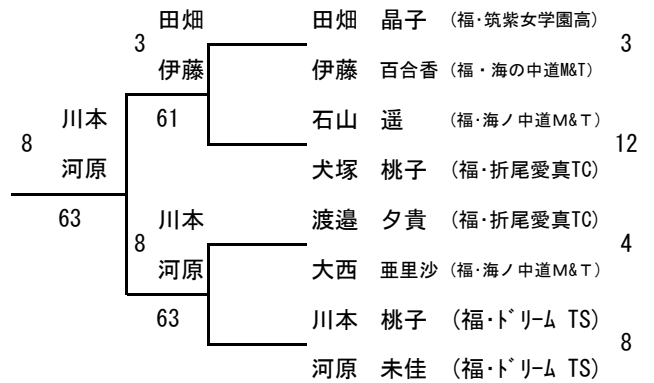 田畑 田畑 晶子 (福･筑紫女学園高)
3 3
伊藤 伊藤 百合香 (福・海の中道M&T)
川本 61 石山 遥 (福･海ノ中道Ｍ&Ｔ)
8 12
河原 犬塚 桃子 (福･折尾愛真TC)
63 川本 渡邉 夕貴 (福･折尾愛真TC)
8 4
河原 大西 亜里沙 (福･海ノ中道Ｍ&Ｔ)
63 川本 桃子 (福･ﾄﾞﾘｰﾑ TS)
8
河原 未佳 (福･ﾄﾞﾘｰﾑ TS)